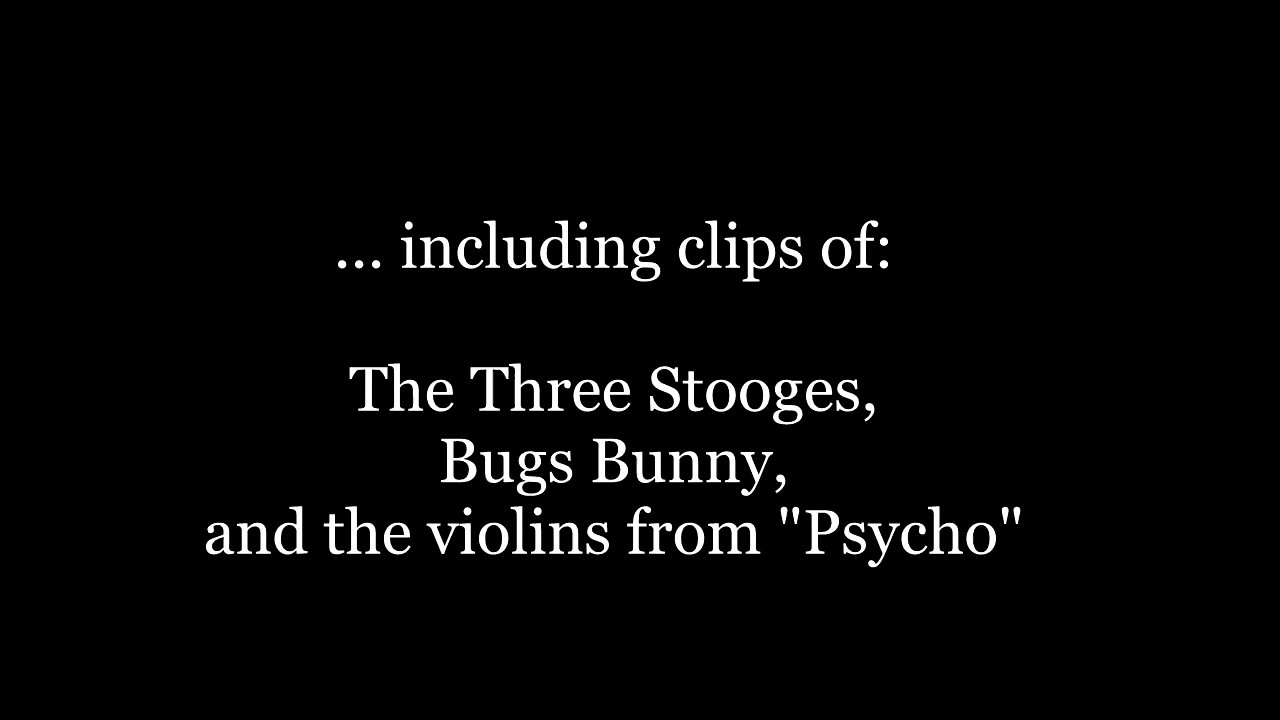 ... including clips of:
The Three Stooges,
Bugs Bunny,
and the violins from "Psycho"